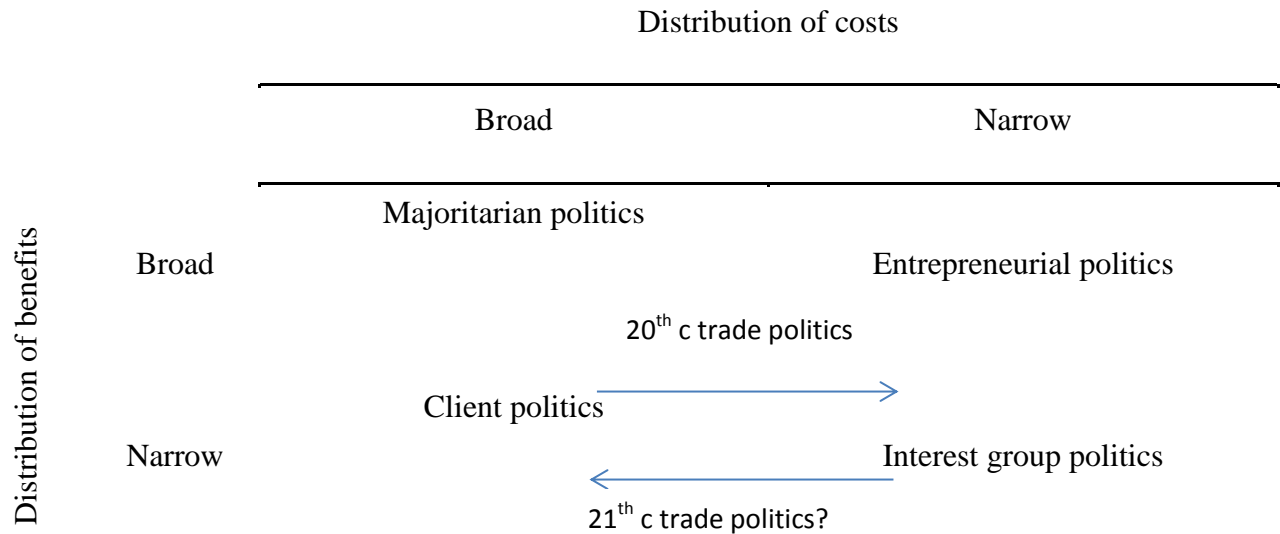 Distribution of costs
Broad Narrow
Majoritarian politics
Distribution of benefits
Broad Entrepreneurial politics
20th c trade politics
Client politics
Narrow Interest group politics
21th c trade politics?